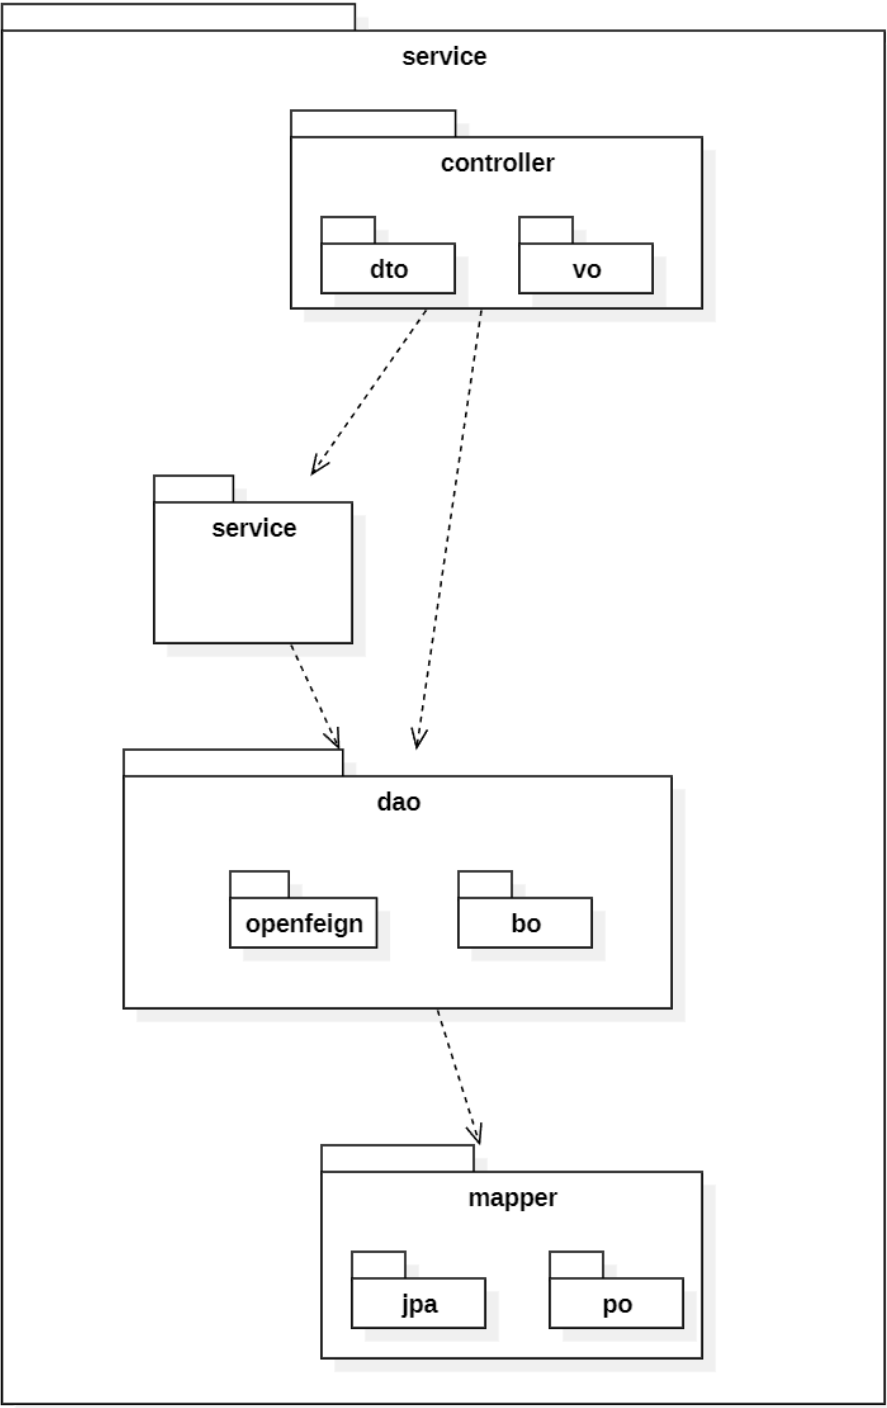 service
controller
dto
vo
service
dao
openfeign
bo
mapper
jpa
po